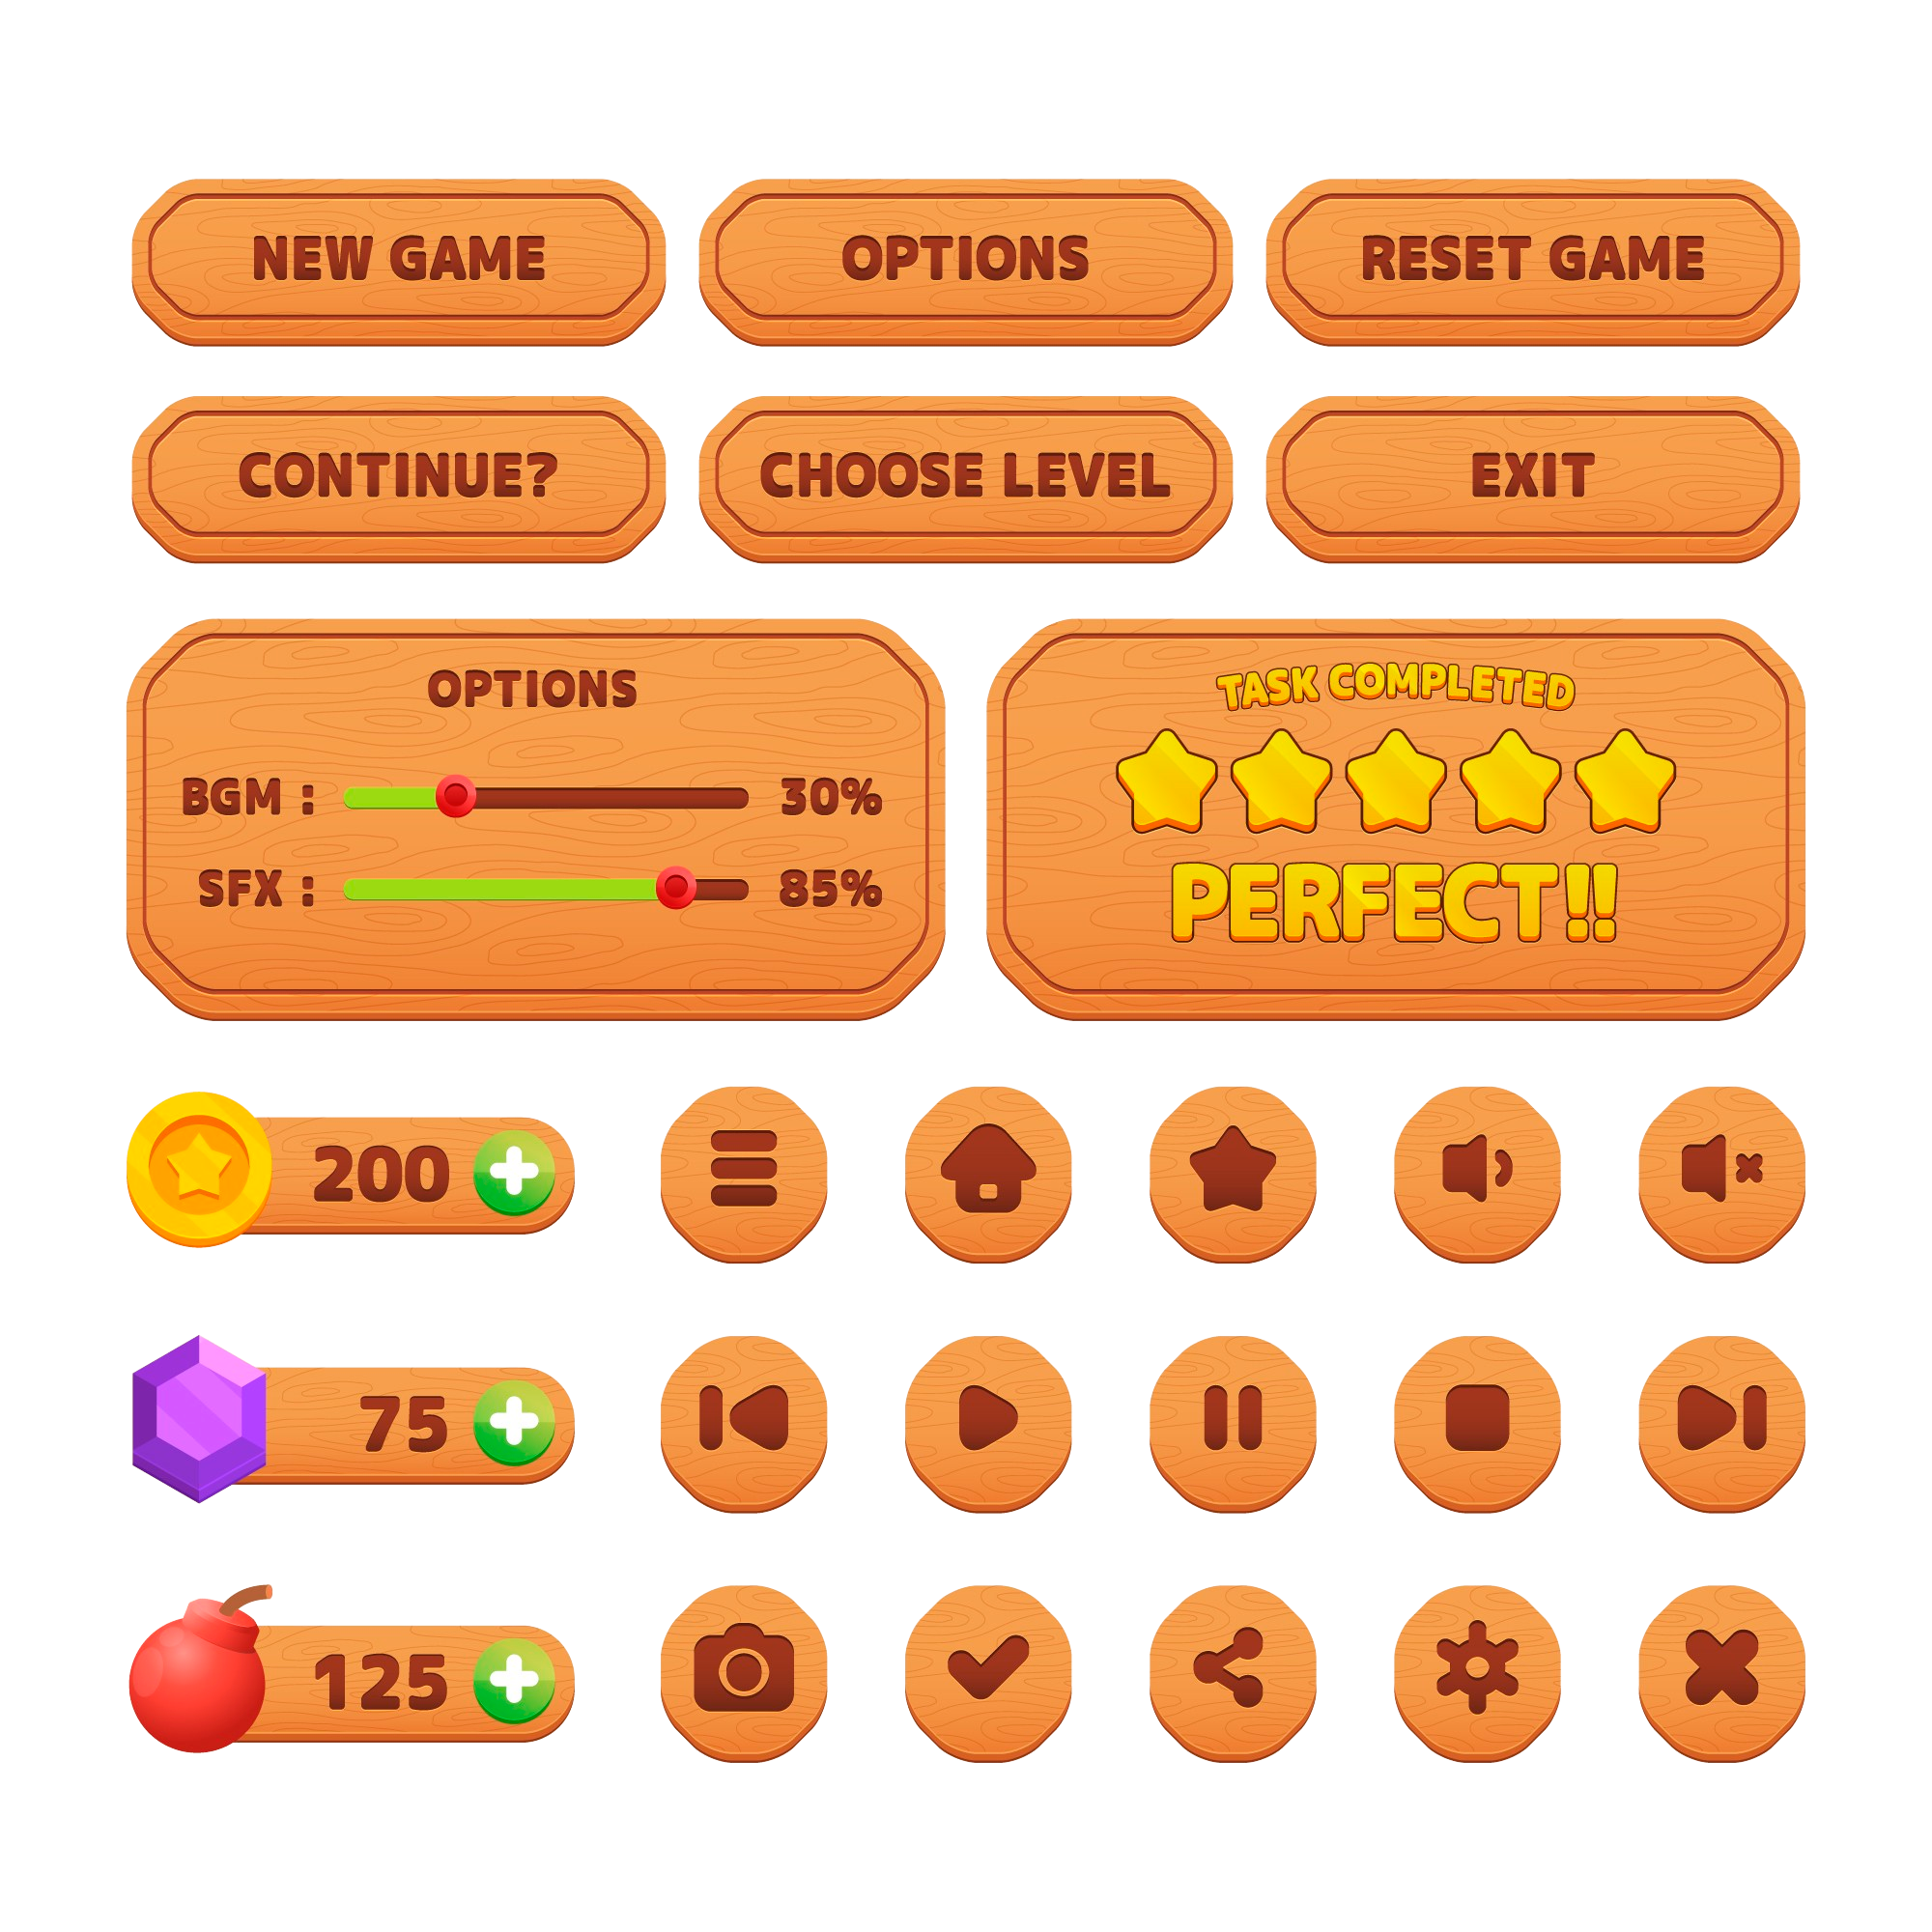 NEW GAME
OPTIONS
RESET GAME
CONTINUE?
CHOOSE LEVEL
EXIT
OPTIONS
BGM : 30%
SFX : 85%
TASK COMPLETED
PERFECT!!
200
75
125